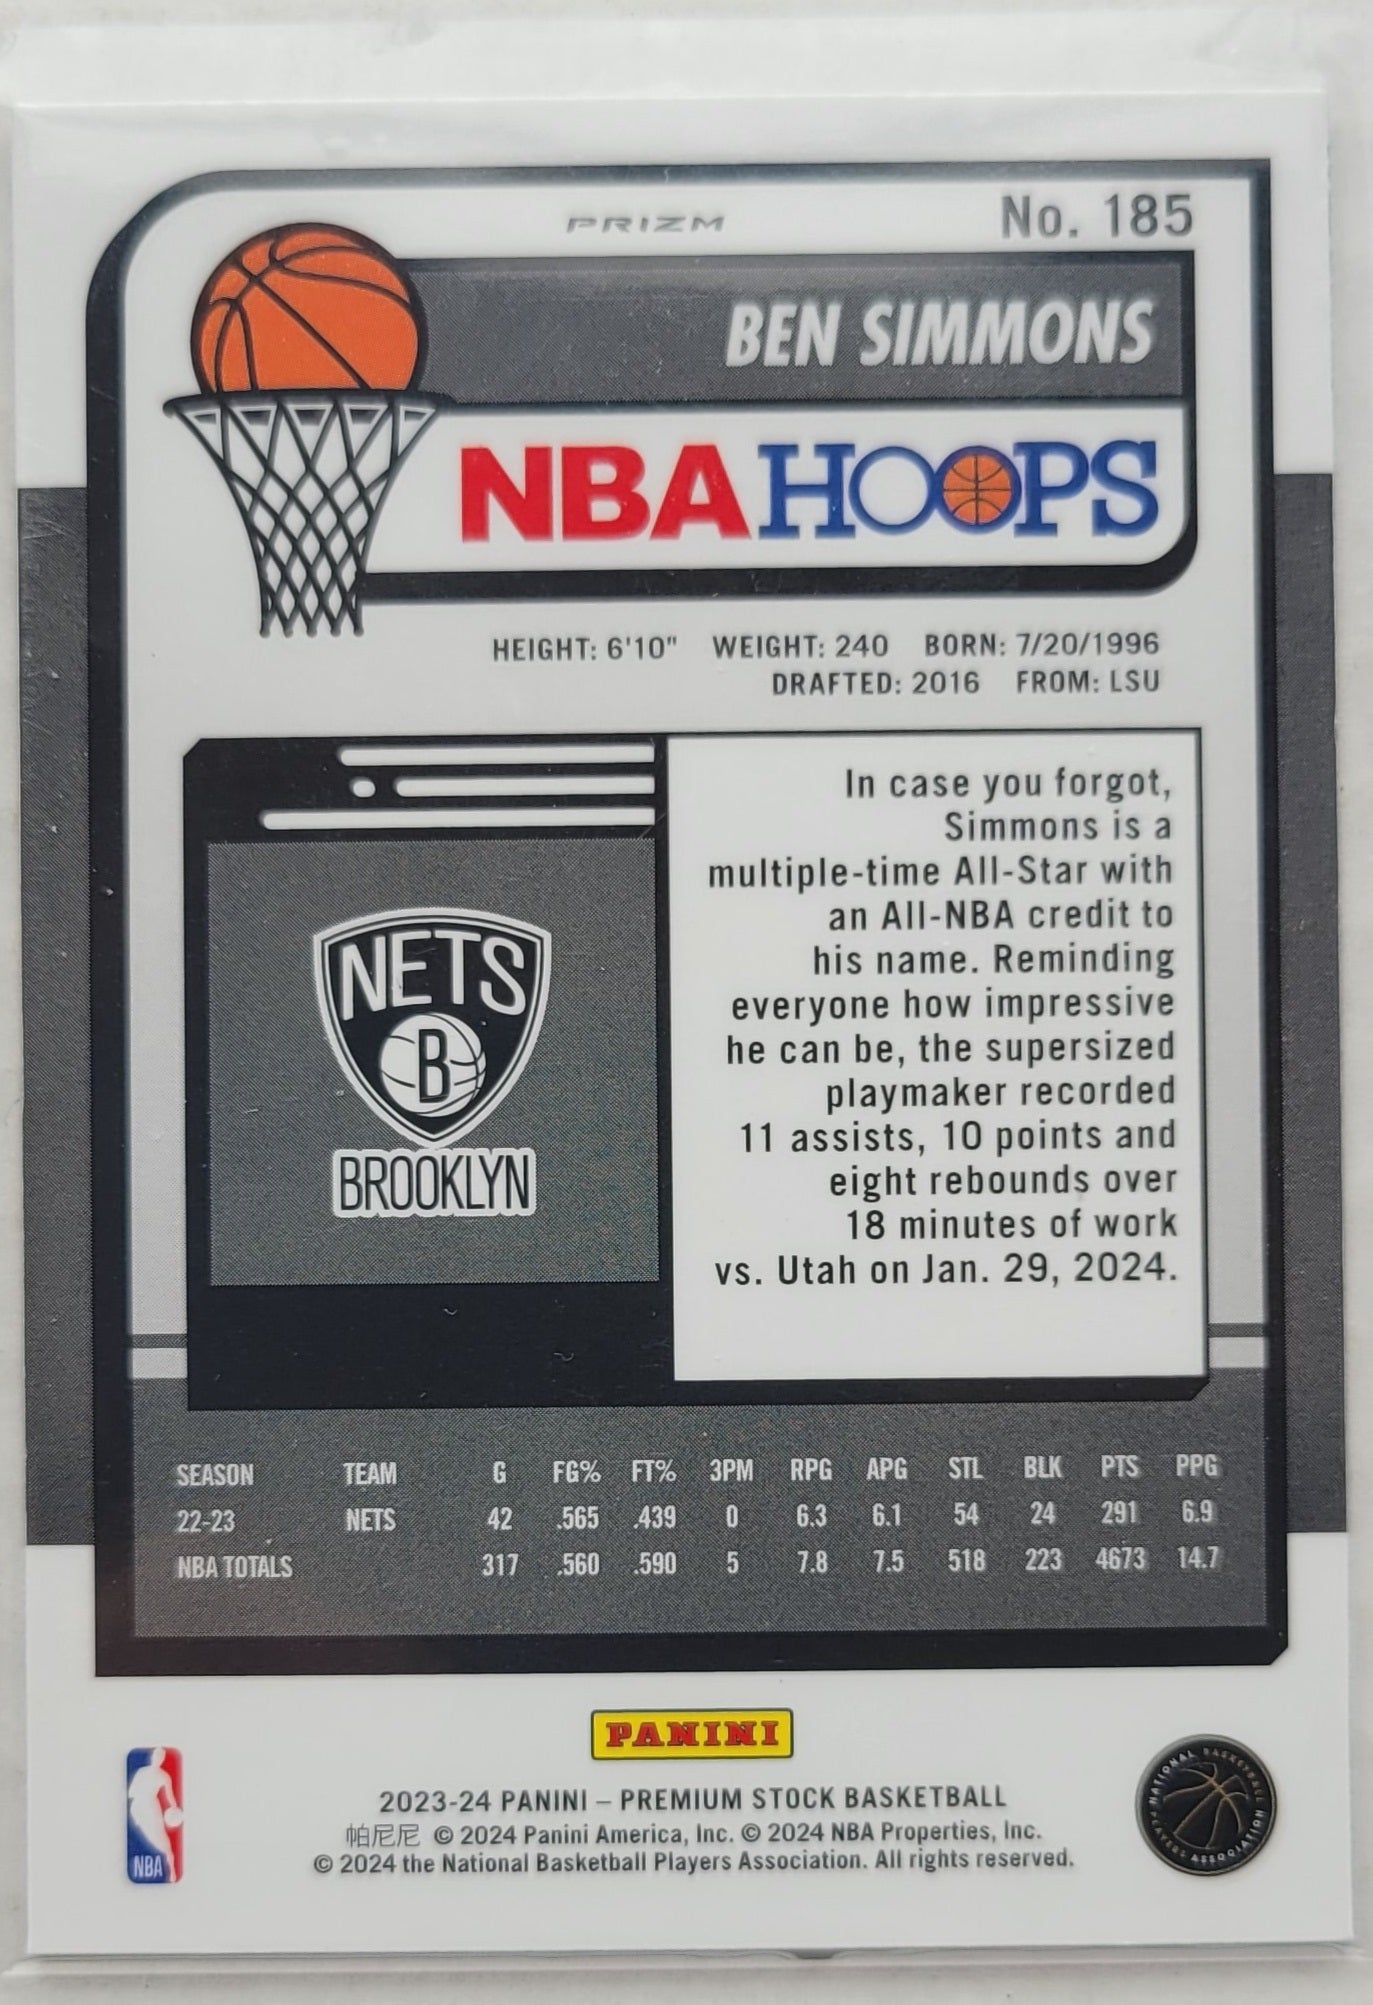 PRIZM
No. 185
BEN SIMMONS
NBA HOOPS
HEIGHT: 6'10" WEIGHT: 240 BORN: 7/20/1996
DRAFTED: 2016 FROM: LSU
In case you forgot,
Simmons is a
multiple-time All-Star with
an All-NBA credit to
his name. Reminding
everyone how impressive
he can be, the supersized
playmaker recorded
11 assists, 10 points and
eight rebounds over
18 minutes of work
vs. Utah on Jan. 29, 2024.
NETS
B
BROOKLYN
SEASON TEAM G FG% FT% 3PM RPG APG STL BLK PTS PPG
22-23 NETS 42 .565 .439 0 6.3 6.1 54 24 291 6.9
NBA TOTALS 317 .560 .590 5 7.8 7.5 518 223 4673 14.7
PANINI
2023-24 PANINI – PREMIUM STOCK BASKETBALL
帕尼尼 © 2024 Panini America, Inc. © 2024 NBA Properties, Inc.
© 2024 the National Basketball Players Association. All rights reserved.
NBA
NATIONAL BASKETBALL
PLAYERS ASSOCIATION